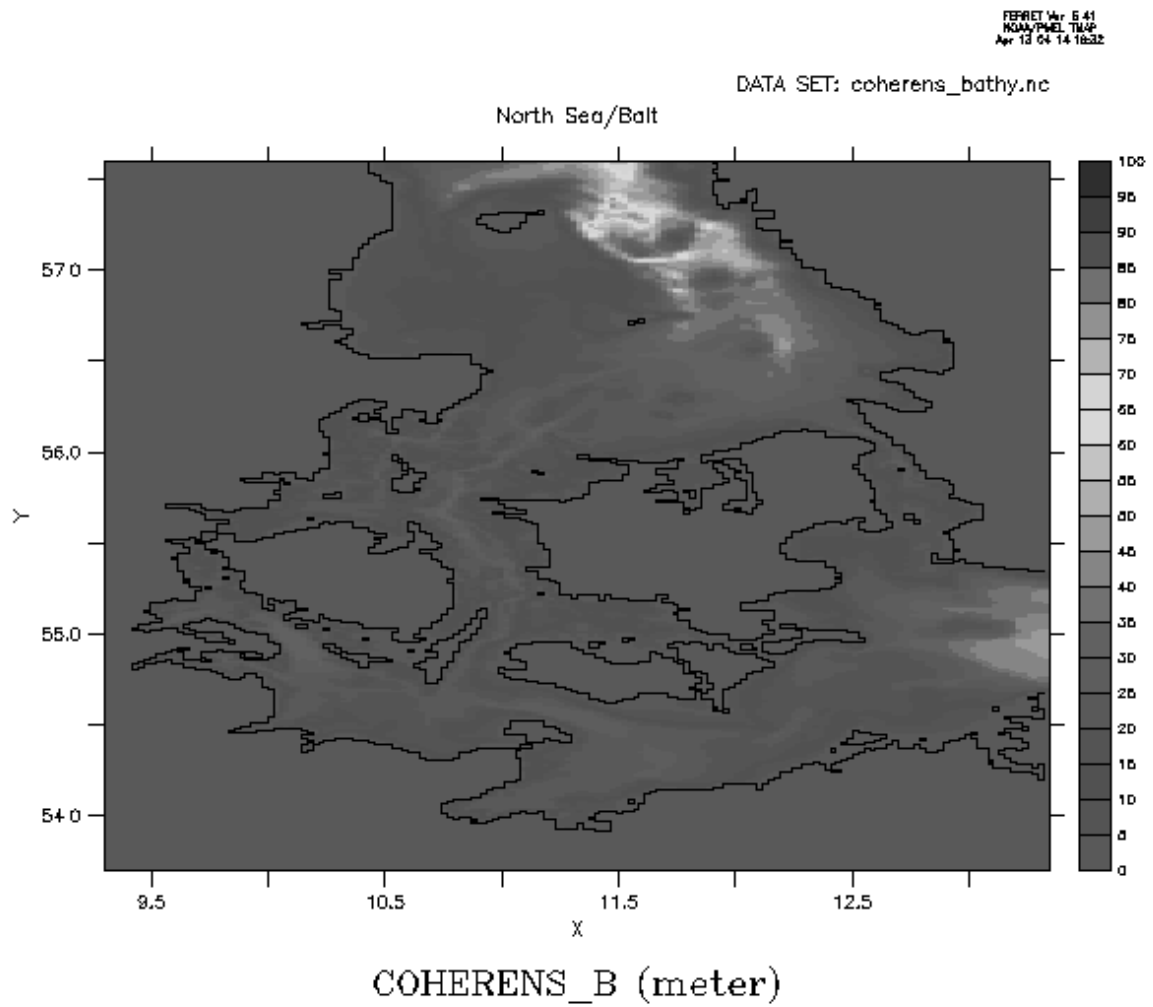 FERRET Ver 5.41
NOAA/PMEL TMAP
Apr 13 04 14:16:32
DATA SET: coherens_bathy.nc
North Sea/Balt
57.0
56.0
55.0
54.0
Y
9.5 10.5 11.5 12.5
X
100
95
90
85
80
75
70
65
60
55
50
45
40
35
30
25
20
15
10
5
0
COHERENS_B (meter)